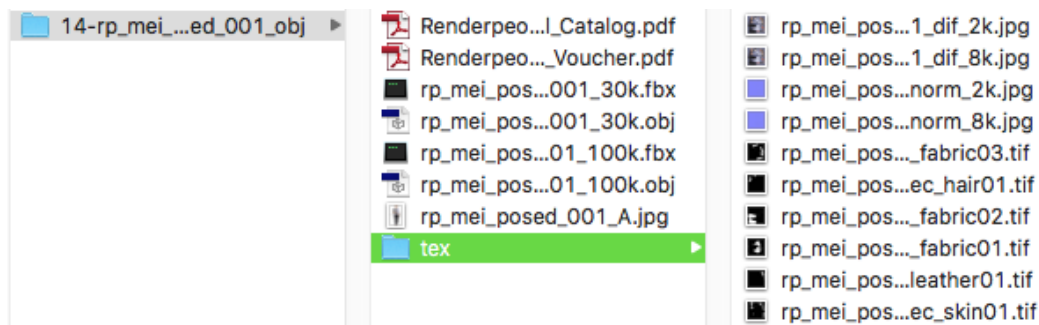 14-rp_mei_...ed_001_obj
Renderpeo...l_Catalog.pdf
Renderpeo..._Voucher.pdf
rp_mei_pos...001_30k.fbx
rp_mei_pos...001_30k.obj
rp_mei_pos...01_100k.fbx
rp_mei_pos...01_100k.obj
rp_mei_posed_001_A.jpg
tex
rp_mei_pos...1_dif_2k.jpg
rp_mei_pos...1_dif_8k.jpg
rp_mei_pos...norm_2k.jpg
rp_mei_pos...norm_8k.jpg
rp_mei_pos..._fabric03.tif
rp_mei_pos...ec_hair01.tif
rp_mei_pos..._fabric02.tif
rp_mei_pos..._fabric01.tif
rp_mei_pos...leather01.tif
rp_mei_pos...ec_skin01.tif